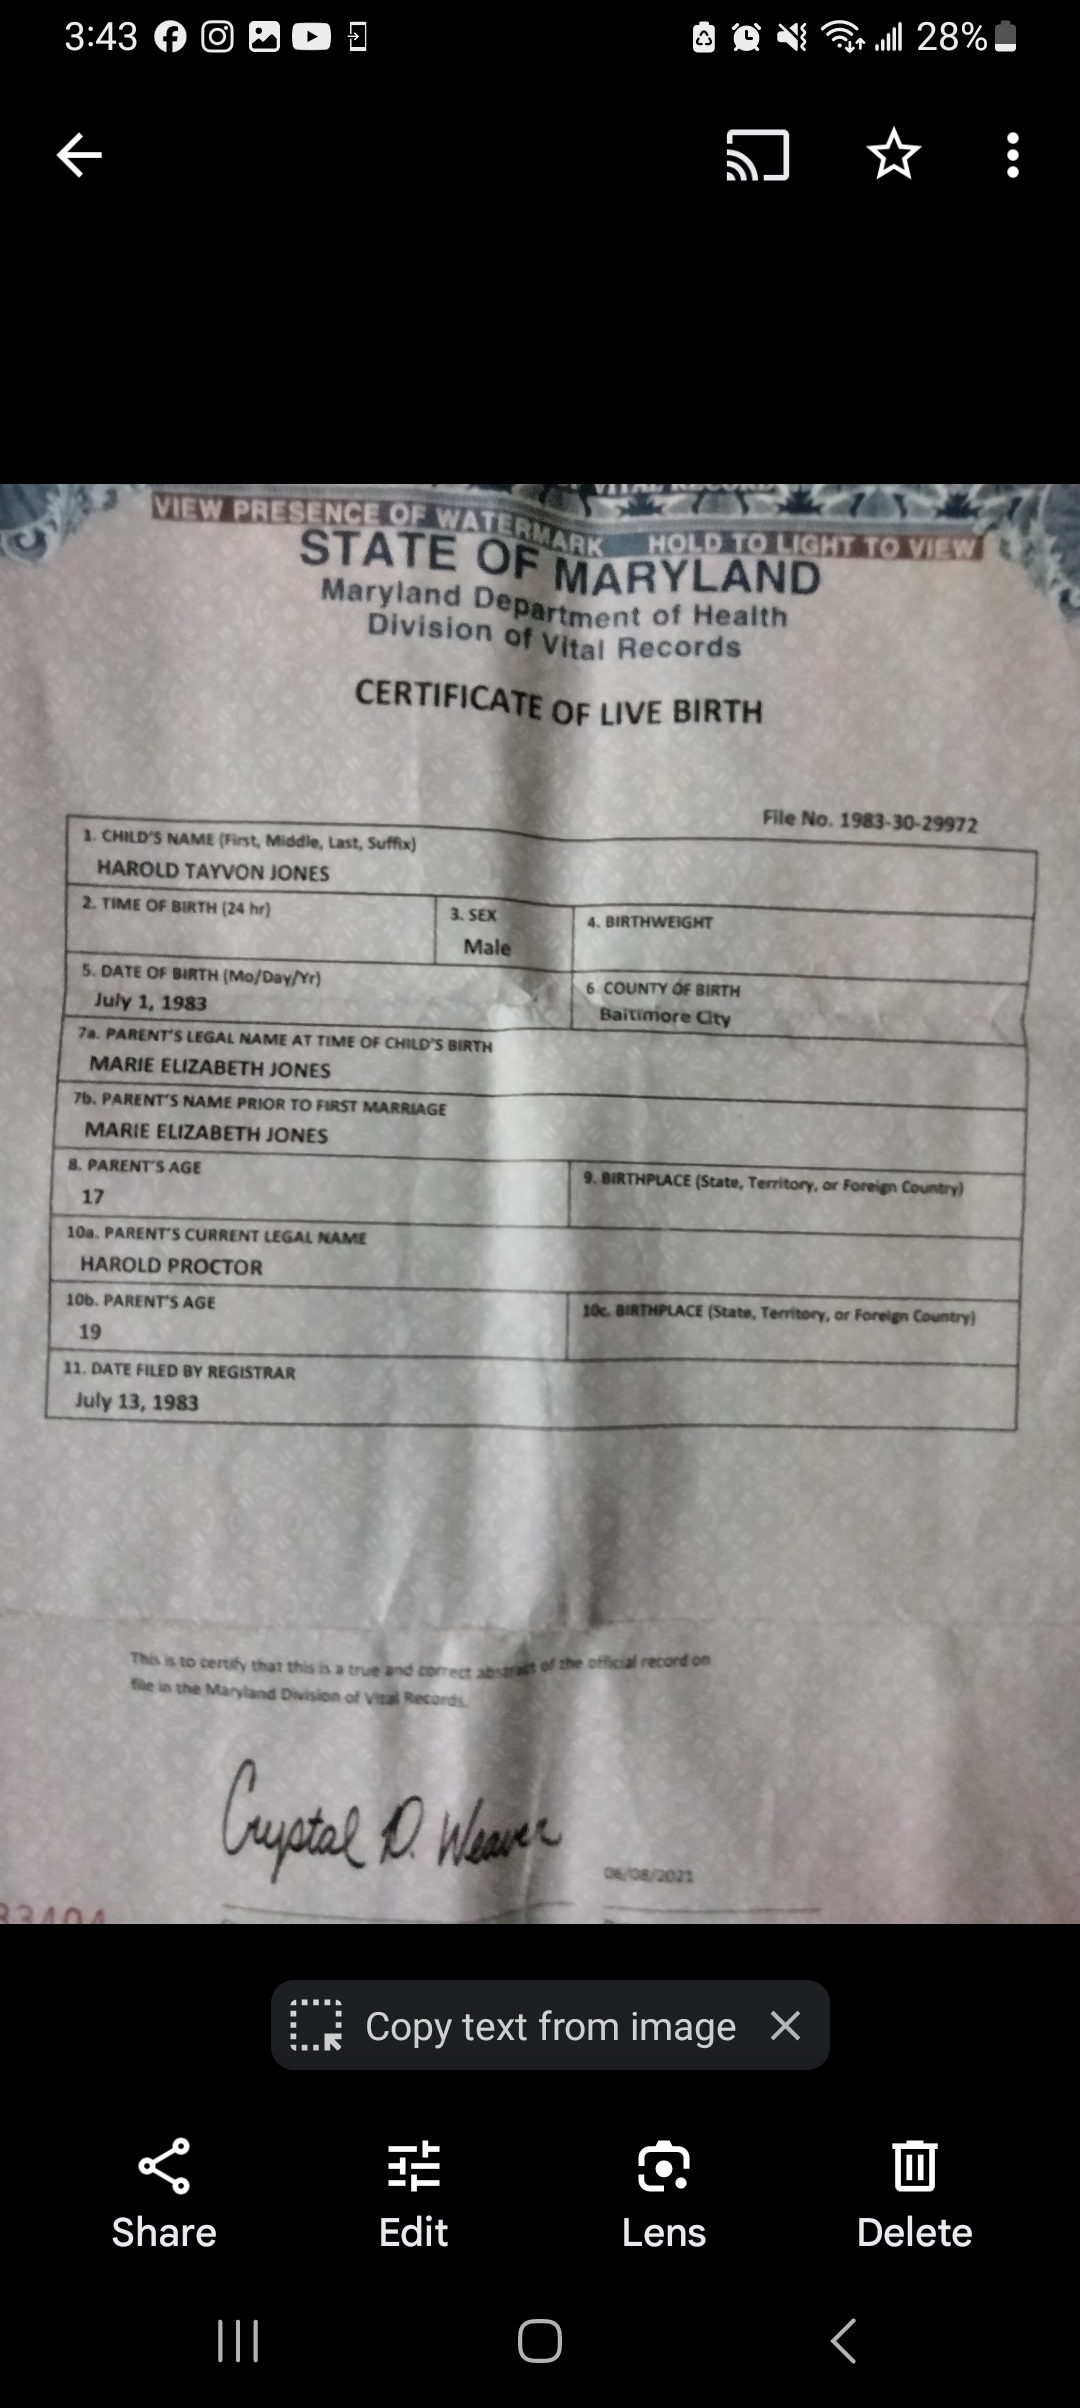 3:43 28%
VITAL RECORD
VIEW PRESENCE OF WATERMARK HOLD TO LIGHT TO VIEW
STATE OF MARYLAND
Maryland Department of Health
Division of Vital Records
CERTIFICATE OF LIVE BIRTH
File No. 1983-30-29972
1. CHILD'S NAME (First, Middle, Last, Suffix)
HAROLD TAYVON JONES
2. TIME OF BIRTH (24 hr)
3. SEX
Male
4. BIRTHWEIGHT
5. DATE OF BIRTH (Mo/Day/Yr)
July 1, 1983
6 COUNTY OF BIRTH
Baltimore City
7a. PARENT'S LEGAL NAME AT TIME OF CHILD'S BIRTH
MARIE ELIZABETH JONES
7b. PARENT'S NAME PRIOR TO FIRST MARRIAGE
MARIE ELIZABETH JONES
8. PARENT'S AGE
17
9. BIRTHPLACE (State, Territory, or Foreign Country)
10a. PARENT'S CURRENT LEGAL NAME
HAROLD PROCTOR
10b. PARENT'S AGE
19
10c. BIRTHPLACE (State, Territory, or Foreign Country)
11. DATE FILED BY REGISTRAR
July 13, 1983
This is to certify that this is a true and correct abstract of the official record on
file in the Maryland Division of Vital Records.
Crystal D. Weaver
06/08/2021
33404
Copy text from image
Share Edit Lens Delete